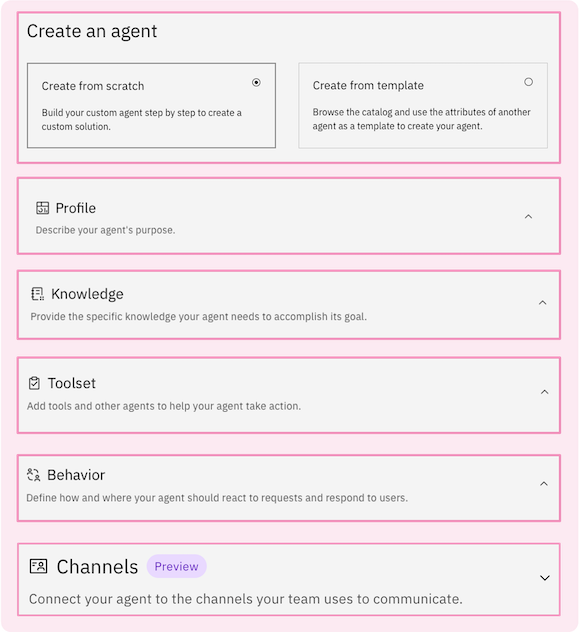 Create an agent
Create from scratch
Build your custom agent step by step to create a
custom solution.
Create from template
Browse the catalog and use the attributes of another
agent as a template to create your agent.
Profile
Describe your agent's purpose.
Knowledge
Provide the specific knowledge your agent needs to accomplish its goal.
Toolset
Add tools and other agents to help your agent take action.
Behavior
Define how and where your agent should react to requests and respond to users.
Channels Preview
Connect your agent to the channels your team uses to communicate.